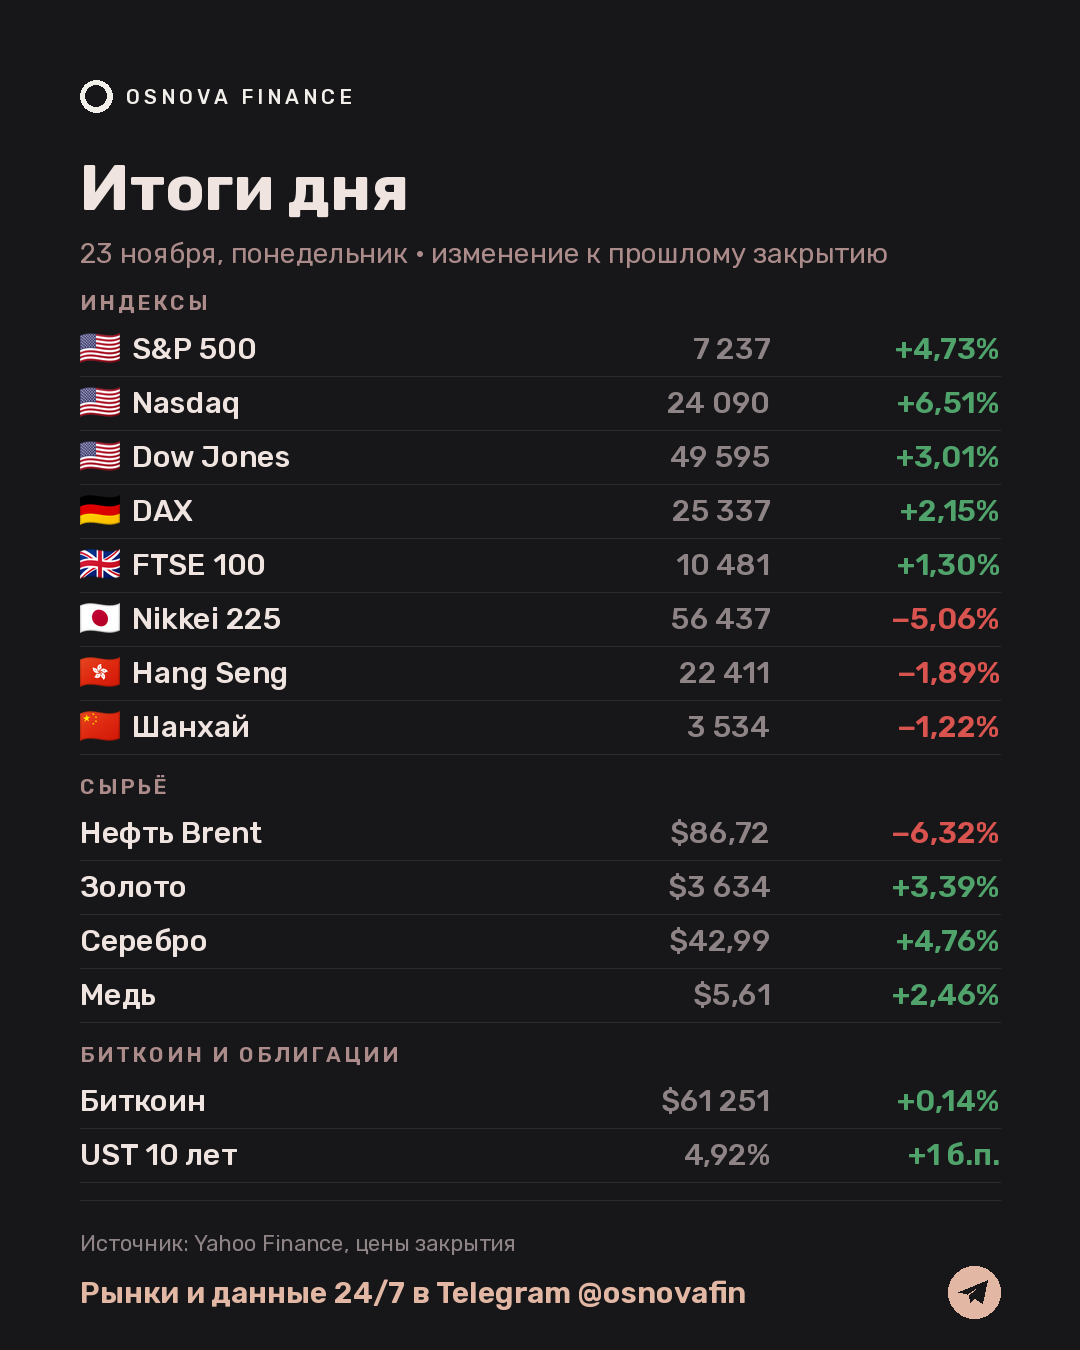 OSNOVA FINANCE
Итоги дня
23 ноября, понедельник • изменение к прошлому закрытию
ИНДЕКСЫ
S&P 500 7 237 +4,73%
Nasdaq 24 090 +6,51%
Dow Jones 49 595 +3,01%
DAX 25 337 +2,15%
FTSE 100 10 481 +1,30%
Nikkei 225 56 437 −5,06%
Hang Seng 22 411 −1,89%
Шанхай 3 534 −1,22%
СЫРЬЁ
Нефть Brent $86,72 −6,32%
Золото $3 634 +3,39%
Серебро $42,99 +4,76%
Медь $5,61 +2,46%
БИТКОИН И ОБЛИГАЦИИ
Биткоин $61 251 +0,14%
UST 10 лет 4,92% +1 б.п.
Источник: Yahoo Finance, цены закрытия
Рынки и данные 24/7 в Telegram @osnovafin